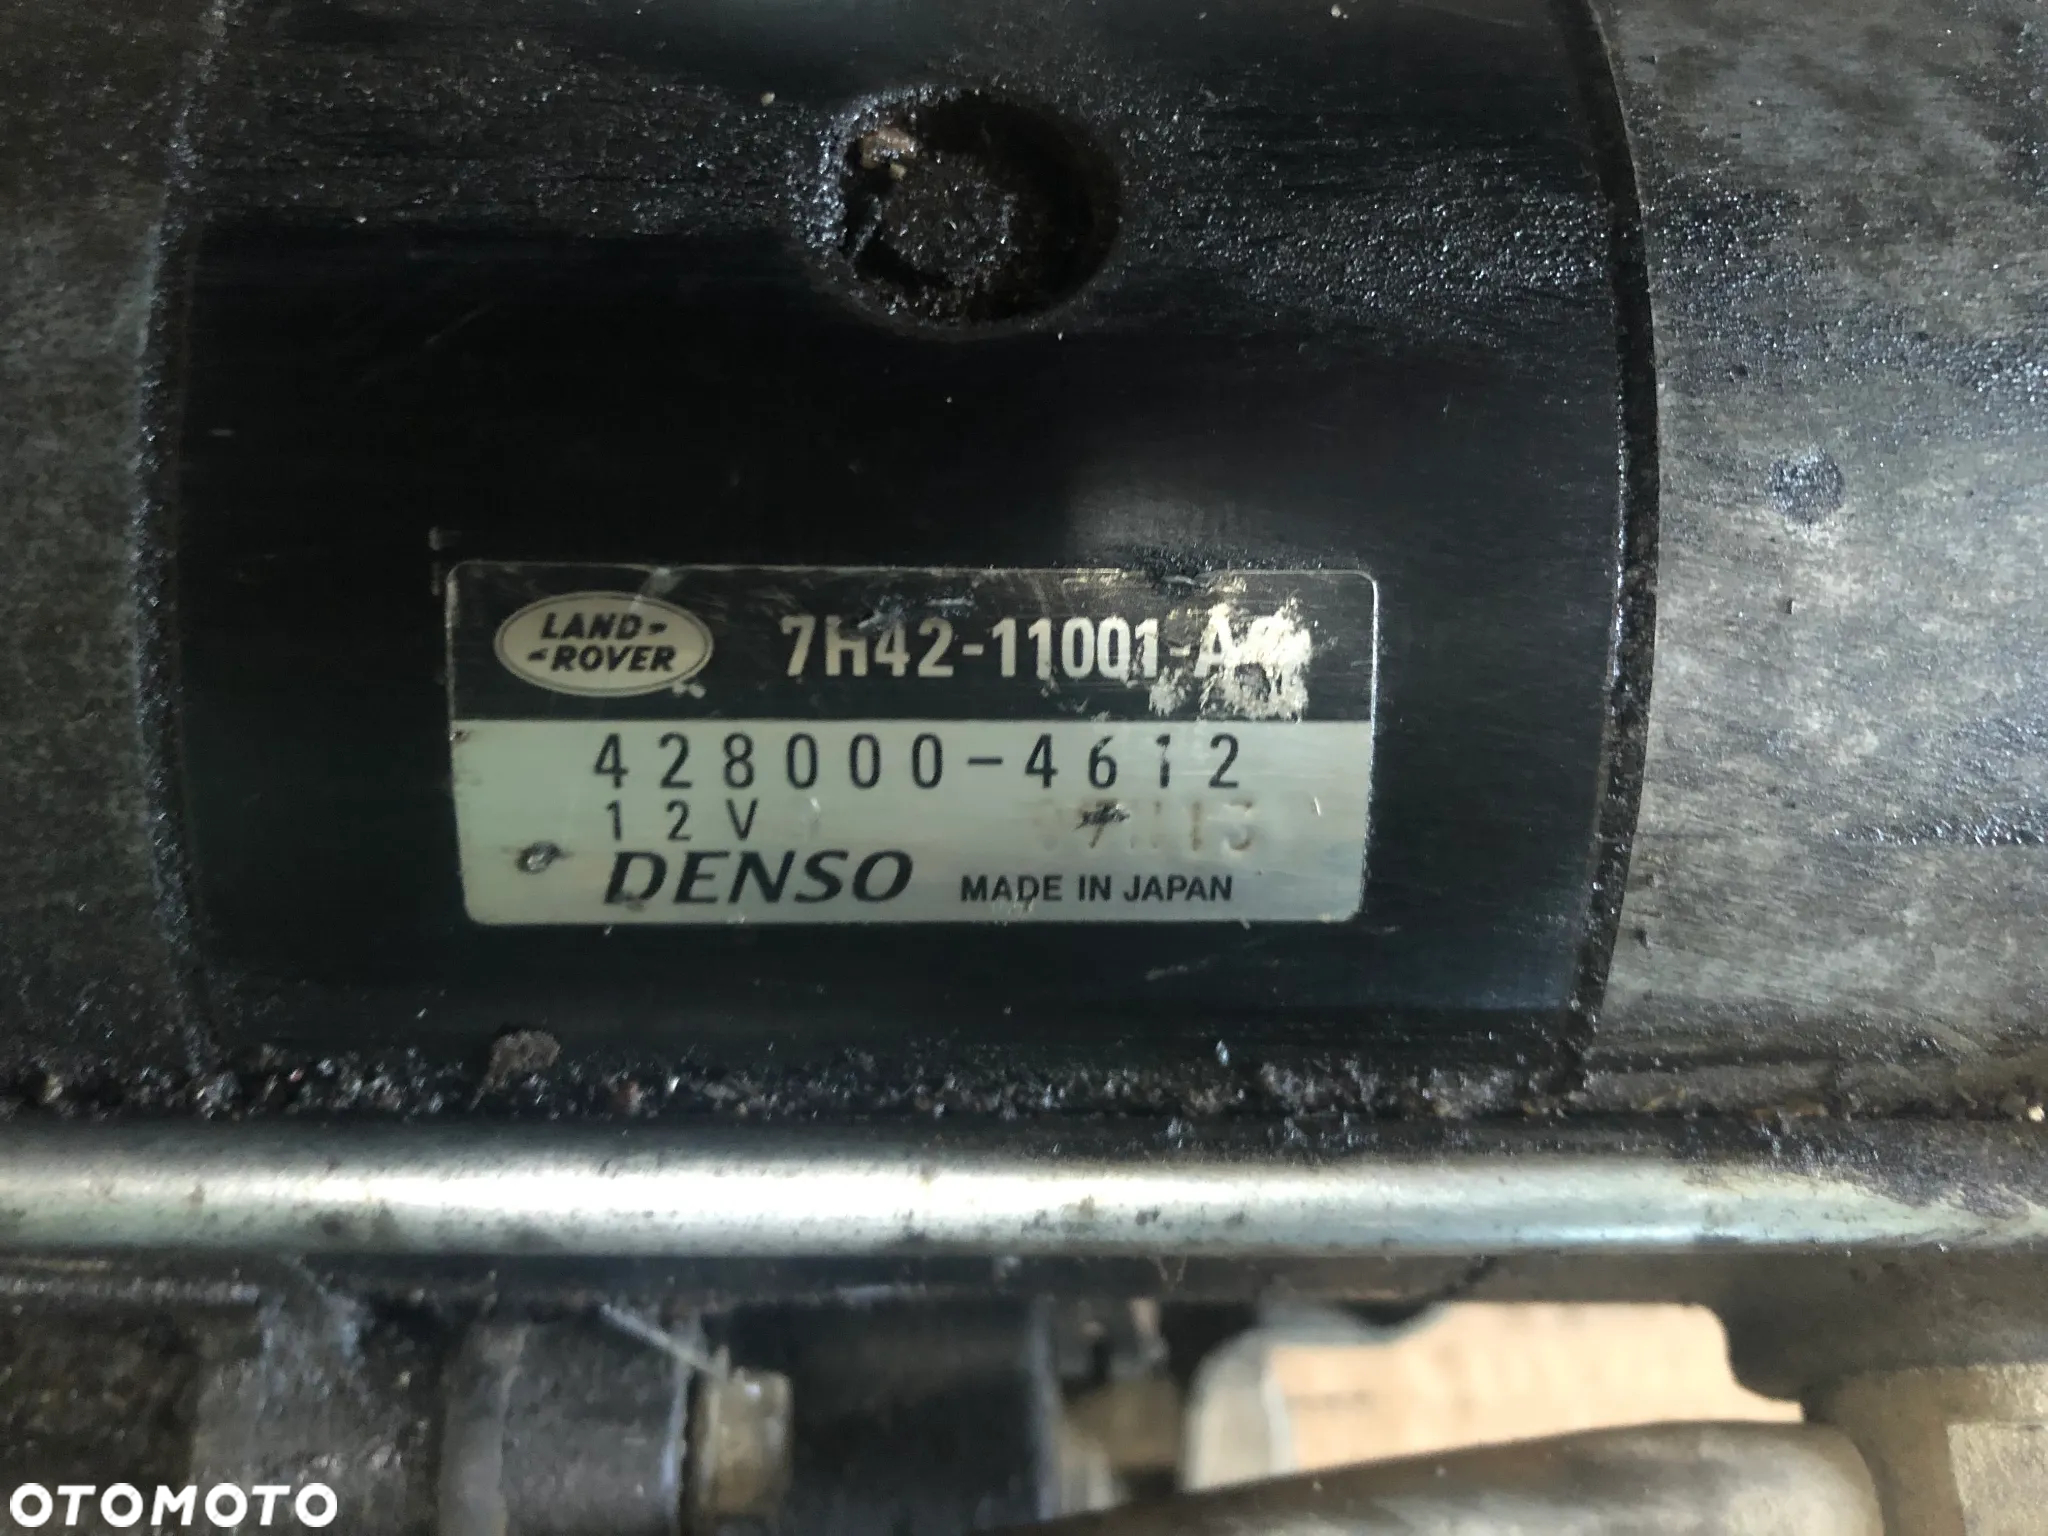 LAND-
-ROVER
7H42-11001-A
428000-4612
12V
DENSO
MADE IN JAPAN
OTOMOTO